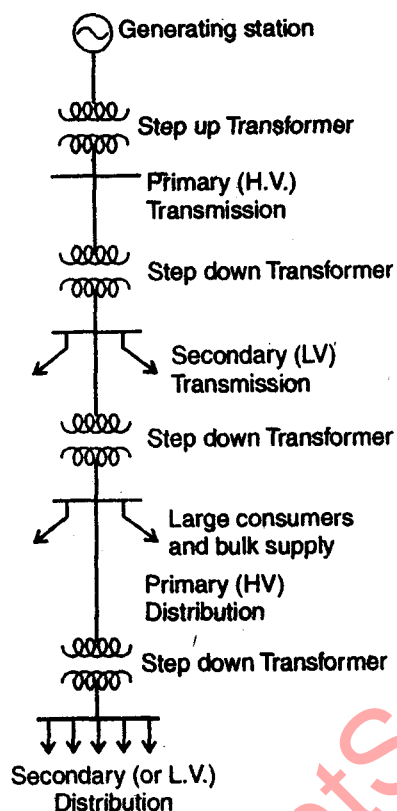 Generating station
Step up Transformer
Primary (H.V.)
Transmission
Step down Transformer
Secondary (LV)
Transmission
Step down Transformer
Large consumers
and bulk supply
Primary (HV)
Distribution
Step down Transformer
Secondary (or L.V.)
Distribution